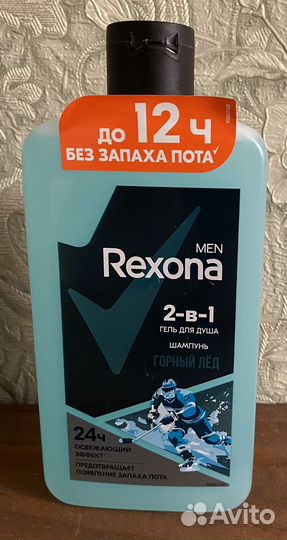 до 12 ч
БЕЗ ЗАПАХА ПОТА
MEN
Rexona
2-в-1
ГЕЛЬ ДЛЯ ДУША
ШАМПУНЬ
ГОРНЫЙ ЛЁД
24ч
ОСВЕЖАЮЩИЙ
ЭФФЕКТ*
ПРЕДОТВРАЩАЕТ
ПОЯВЛЕНИЕ ЗАПАХА ПОТА
Avito